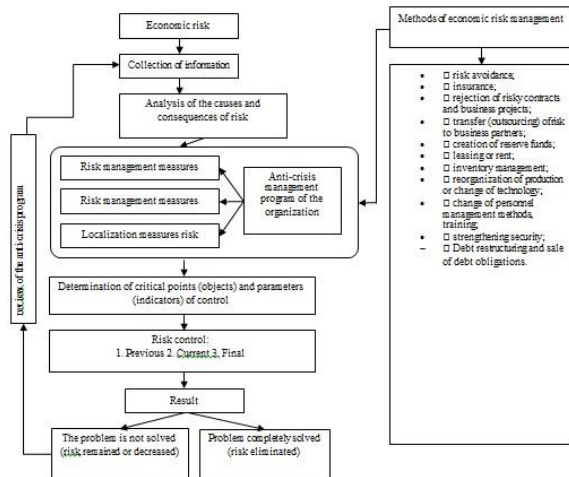 Economic risk
Collection of information
Analysis of the causes and
consequences of risk
Risk management measures
Risk management measures
Localization measures risk
Anti-crisis
management
program of the
organization
Determination of critical points (objects) and parameters
(indicators) of control
Risk control:
1. Previous 2. Current 3. Final
Result
The problem is not solved
(risk remained or decreased)
Problem completely solved
(risk eliminated)
review of the anti-crisis program
Methods of economic risk management
• risk avoidance;
• insurance;
• rejection of risky contracts
and business projects;
• transfer (outsourcing) of risk
to business partners;
• creation of reserve funds;
• leasing or rent;
• inventory management;
• reorganization of production
or change of technology;
• change of personnel
management methods,
training;
• strengthening security;
– Debt restructuring and sale
of debt obligations.